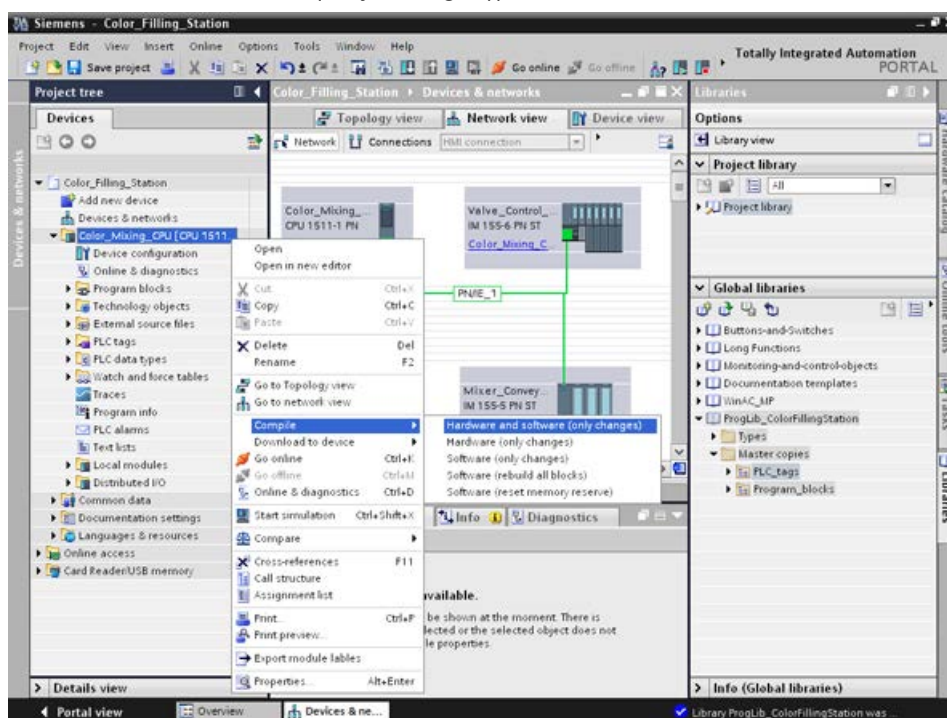 Siemens - Color_Filling_Station
Project Edit View Insert Online Options Tools Window Help
Totally Integrated Automation
PORTAL
Save project
Go online
Go offline
Project tree
Color_Filling_Station
Devices & networks
Libraries
Devices
Topology view
Network view
Device view
Options
Network
Connections
HMI connection
Library view
Project library
All
Project library
Color_Filling_Station
Add new device
Devices & networks
Color_Mixing_CPU [CPU 1511
Device configuration
Online & diagnostics
Program blocks
Technology objects
External source files
PLC tags
PLC data types
Watch and force tables
Traces
Program info
PLC alarms
Text lists
Local modules
Distributed I/O
Common data
Documentation settings
Languages & resources
Online access
Card Reader/USB memory
Color_Mixing_...
CPU 1511-1 PN
Valve_Control_...
IM 155-6 PN ST
Color_Mixing_C...
PN/IE_1
Mixer_Convey...
IM 155-5 PN ST
Open
Open in new editor
Cut Ctrl+X
Copy Ctrl+C
Paste Ctrl+V
Delete Del
Rename F2
Go to Topology view
Go to network view
Compile
Download to device
Go online Ctrl+K
Go offline Ctrl+M
Online & diagnostics Ctrl+D
Start simulation Ctrl+Shift+X
Compare
Cross-references F11
Call structure
Assignment list
Print... Ctrl+P
Print preview...
Export module lables
Properties... Alt+Enter
Hardware and software (only changes)
Hardware (only changes)
Software (only changes)
Software (rebuild all blocks)
Software (reset memory reserve)
Info
Diagnostics
vailable.
be shown at the moment. There is
lected or the selected object does not
le properties.
Global libraries
Buttons-and-Switches
Long Functions
Monitoring-and-control-objects
Documentation templates
WinAC_MP
ProgLib_ColorFillingStation
Types
Master copies
PLC_tags
Program_blocks
Devices & networks
Hardware catalog
Online tools
Libraries
Details view
Info (Global libraries)
Portal view
Overview
Devices & ne...
Library ProgLib_ColorFillingStation was ...